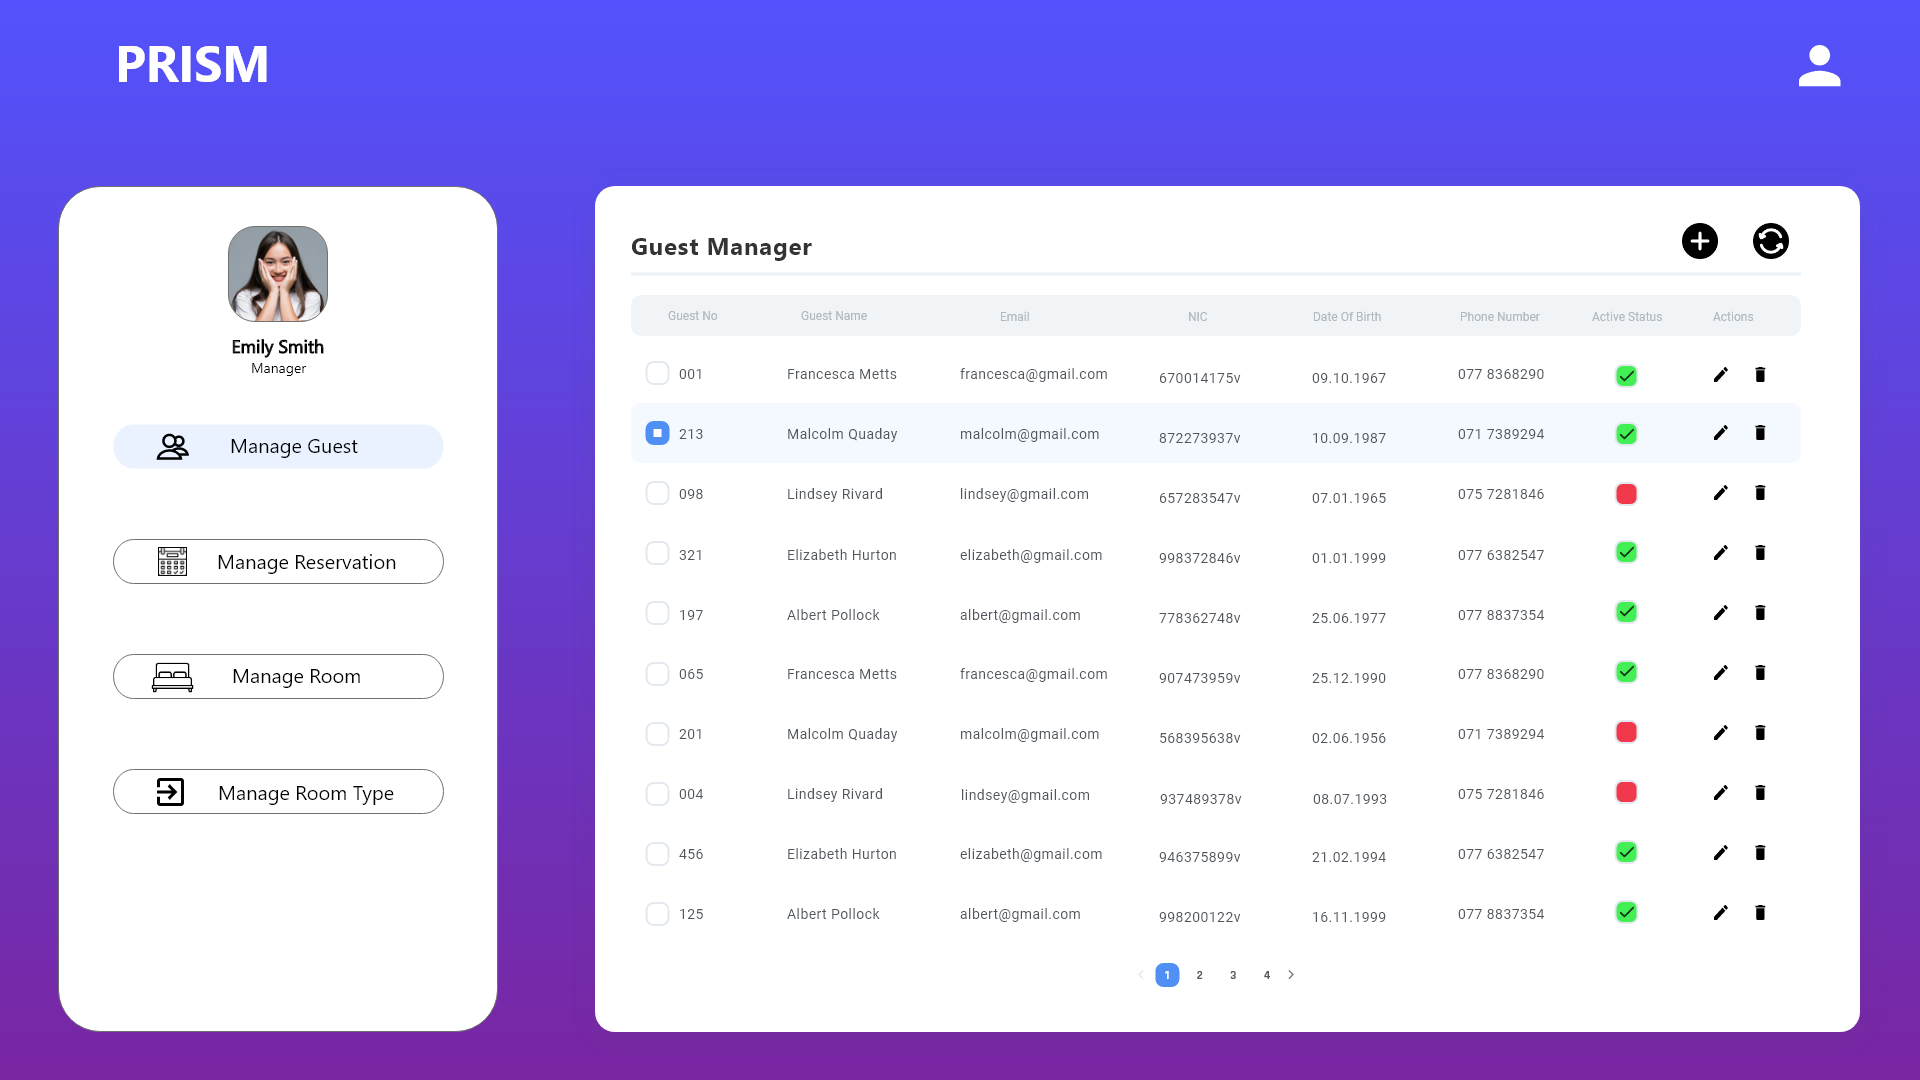 PRISM
Emily Smith
Manager
Manage Guest
Manage Reservation
Manage Room
Manage Room Type
Guest Manager
Guest No Guest Name Email NIC Date Of Birth Phone Number Active Status Actions
001 Francesca Metts francesca@gmail.com 670014175v 09.10.1967 077 8368290
213 Malcolm Quaday malcolm@gmail.com 872273937v 10.09.1987 071 7389294
098 Lindsey Rivard lindsey@gmail.com 657283547v 07.01.1965 075 7281846
321 Elizabeth Hurton elizabeth@gmail.com 998372846v 01.01.1999 077 6382547
197 Albert Pollock albert@gmail.com 778362748v 25.06.1977 077 8837354
065 Francesca Metts francesca@gmail.com 907473959v 25.12.1990 077 8368290
201 Malcolm Quaday malcolm@gmail.com 568395638v 02.06.1956 071 7389294
004 Lindsey Rivard lindsey@gmail.com 937489378v 08.07.1993 075 7281846
456 Elizabeth Hurton elizabeth@gmail.com 946375899v 21.02.1994 077 6382547
125 Albert Pollock albert@gmail.com 998200122v 16.11.1999 077 8837354
1 2 3 4